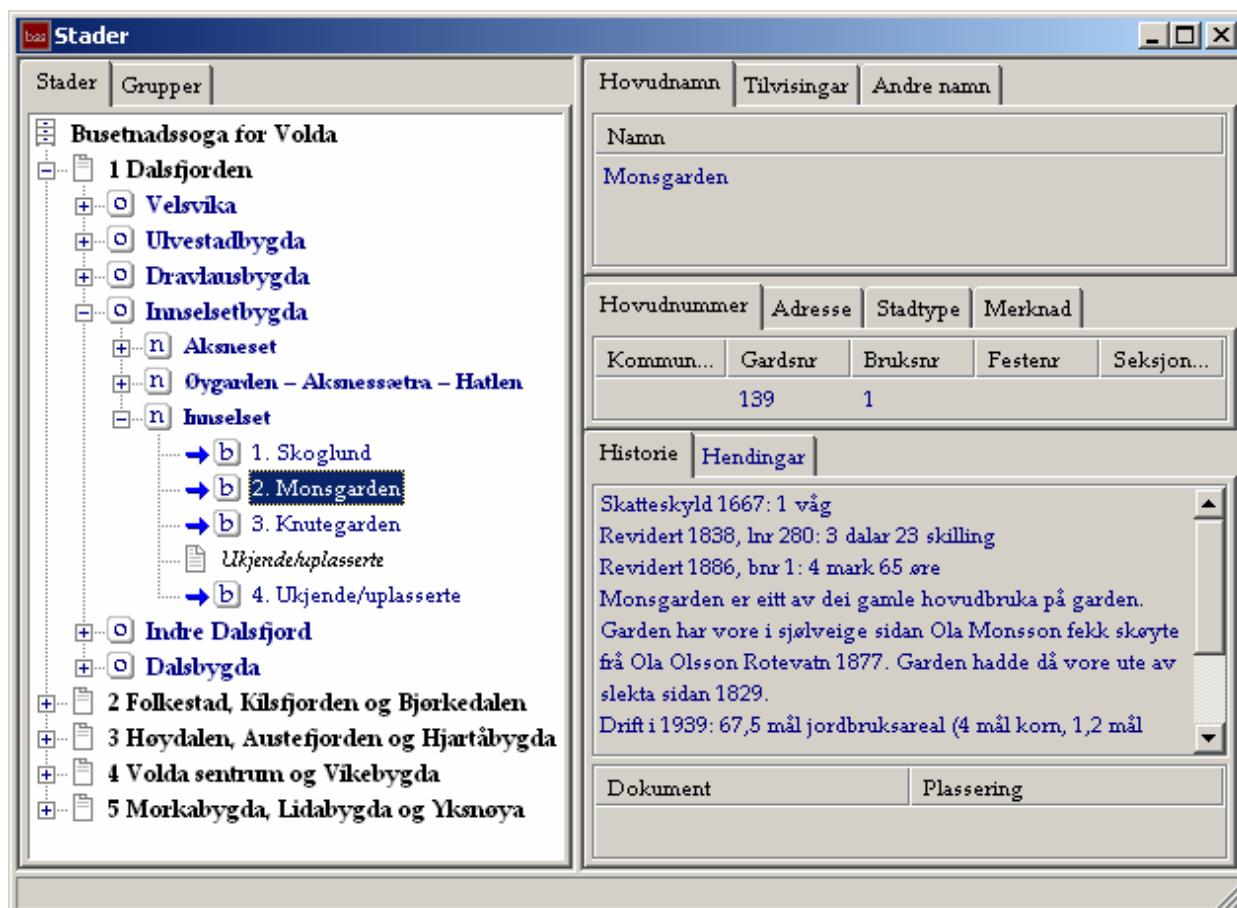 bas Stader
Stader Grupper
Busetnadssoga for Volda
1 Dalsfjorden
o Velsvika
o Ulvestadbygda
o Dravlausbygda
o Innselsetbygda
n Aksneset
n Øygarden – Aksnessætra – Hatlen
n Innselset
b 1. Skoglund
b 2. Monsgarden
b 3. Knutegarden
Ukjende/uplasserte
b 4. Ukjende/uplasserte
o Indre Dalsfjord
o Dalsbygda
2 Folkestad, Kilsfjorden og Bjørkedalen
3 Høydalen, Austefjorden og Hjartåbygda
4 Volda sentrum og Vikebygda
5 Morkabygda, Lidabygda og Yksnøya
Hovudnamn Tilvisingar Andre namn
Namn
Monsgarden
Hovudnummer Adresse Stadtype Merknad
Kommun... Gardsnr Bruksnr Festenr Seksjon...
139 1
Historie Hendingar
Skatteskyld 1667: 1 våg
Revidert 1838, lnr 280: 3 dalar 23 skilling
Revidert 1886, bnr 1: 4 mark 65 øre
Monsgarden er eitt av dei gamle hovudbruka på garden.
Garden har vore i sjølveige sidan Ola Monsson fekk skøyte
frå Ola Olsson Rotevatn 1877. Garden hadde då vore ute av
slekta sidan 1829.
Drift i 1939: 67,5 mål jordbruksareal (4 mål korn, 1,2 mål
Dokument Plassering